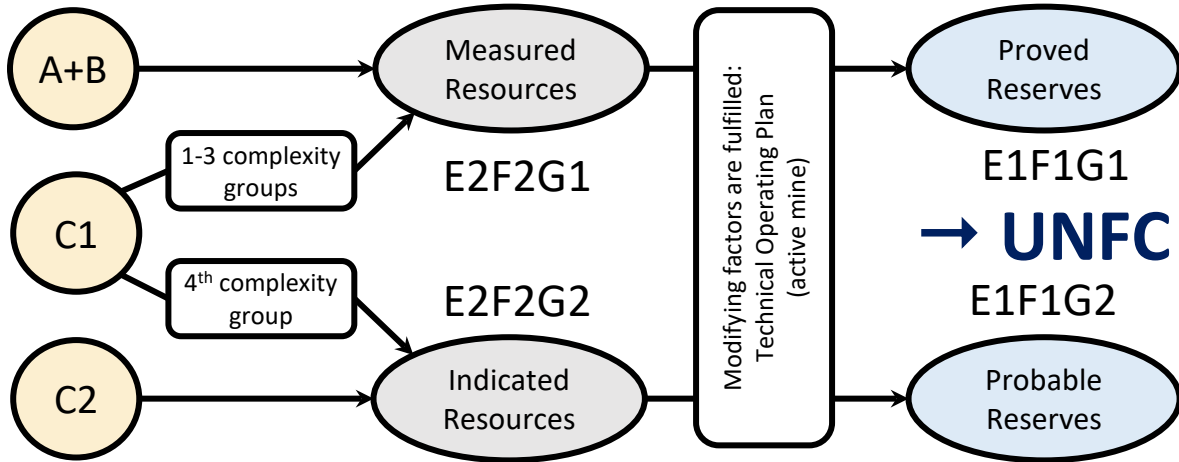 A+B
Measured
Resources
Proved
Reserves
1-3 complexity
groups
E2F2G1
E1F1G1
C1
Modifying factors are fulfilled:
Technical Operating Plan
(active mine)
→ UNFC
4th complexity
group
E2F2G2
E1F1G2
C2
Indicated
Resources
Probable
Reserves